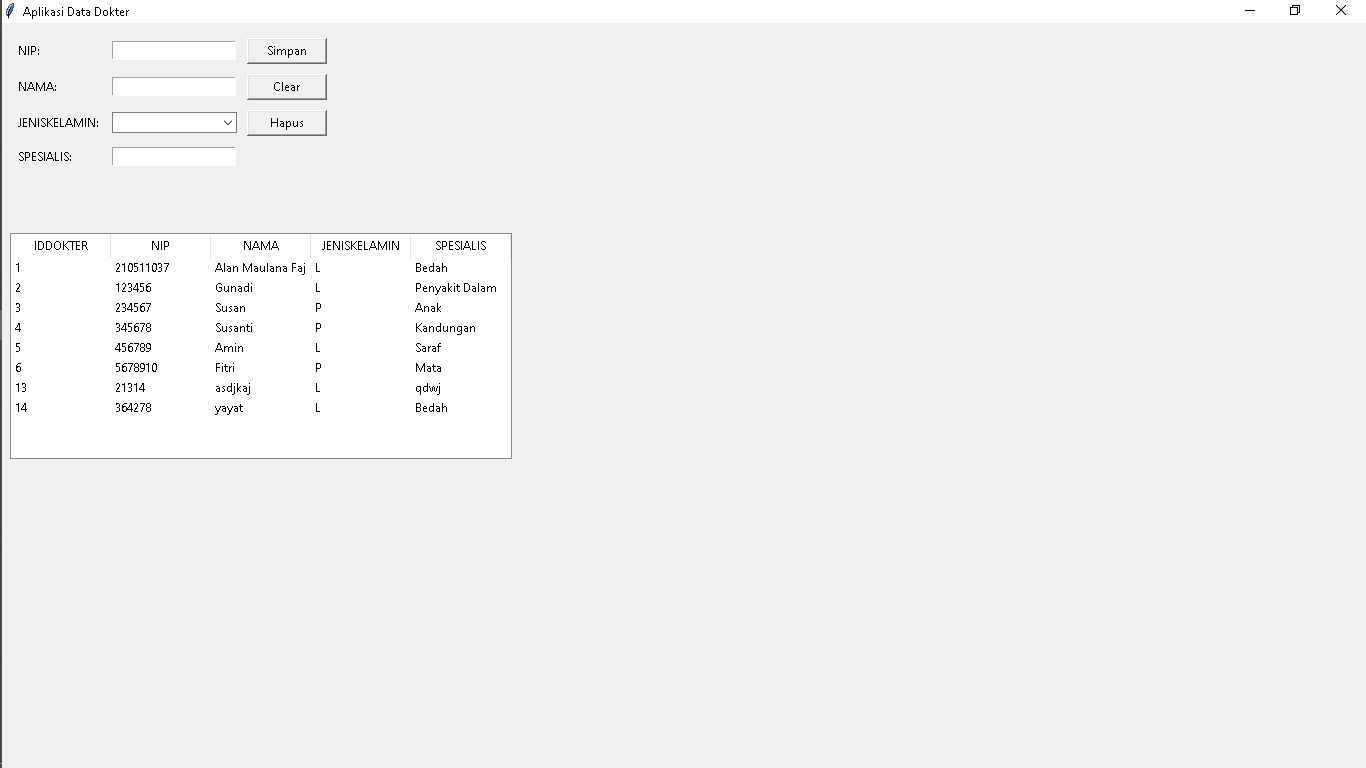 Aplikasi Data Dokter
NIP: Simpan
NAMA: Clear
JENISKELAMIN: Hapus
SPESIALIS:
IDDOKTER NIP NAMA JENISKELAMIN SPESIALIS
1 210511037 Alan Maulana Faj L Bedah
2 123456 Gunadi L Penyakit Dalam
3 234567 Susan P Anak
4 345678 Susanti P Kandungan
5 456789 Amin L Saraf
6 5678910 Fitri P Mata
13 21314 asdjkaj L qdwj
14 364278 yayat L Bedah